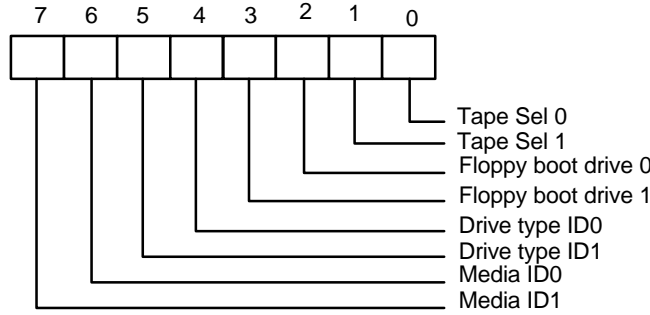 7 6 5 4 3 2 1 0
Tape Sel 0
Tape Sel 1
Floppy boot drive 0
Floppy boot drive 1
Drive type ID0
Drive type ID1
Media ID0
Media ID1